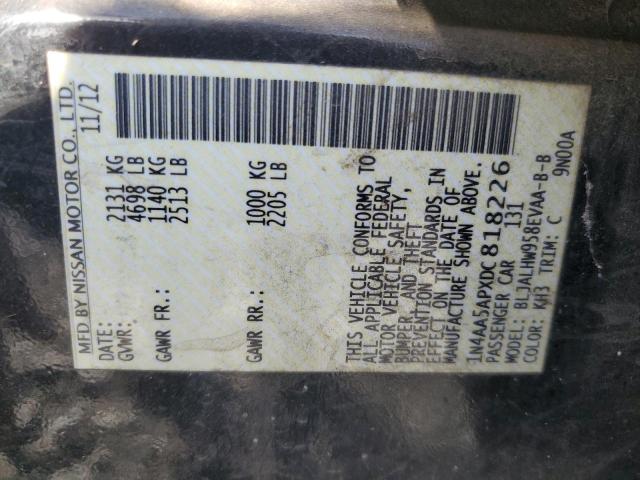 MFD BY NISSAN MOTOR CO., LTD.
DATE: 11/12
GVWR: 2131 KG
4698 LB
GAWR FR.: 1140 KG
2513 LB
GAWR RR.: 1000 KG
2205 LB
THIS VEHICLE CONFORMS TO
ALL APPLICABLE FEDERAL
MOTOR VEHICLE SAFETY,
BUMPER, AND THEFT
PREVENTION STANDARDS IN
EFFECT ON THE DATE OF
MANUFACTURE SHOWN ABOVE.
1N4AA5APXDC818226
PASSENGER CAR 131
MODEL: BLJALHW958EVAA-B-B
COLOR: KH3 TRIM: C 9N00A